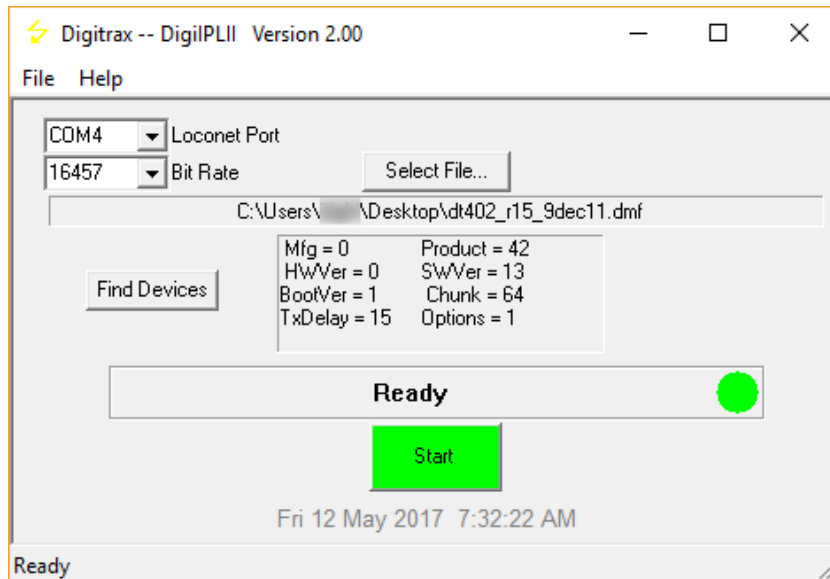 Digitrax -- DigiIPLII   Version 2.00
File   Help
COM4 Loconet Port
16457 Bit Rate
Select File...
C:\Users\ \Desktop\dt402_r15_9dec11.dmf
Find Devices
Mfg = 0   Product = 42
HWVer = 0   SWVer = 13
BootVer = 1   Chunk = 64
TxDelay = 15   Options = 1
Ready
Start
Fri 12 May 2017  7:32:22 AM
Ready